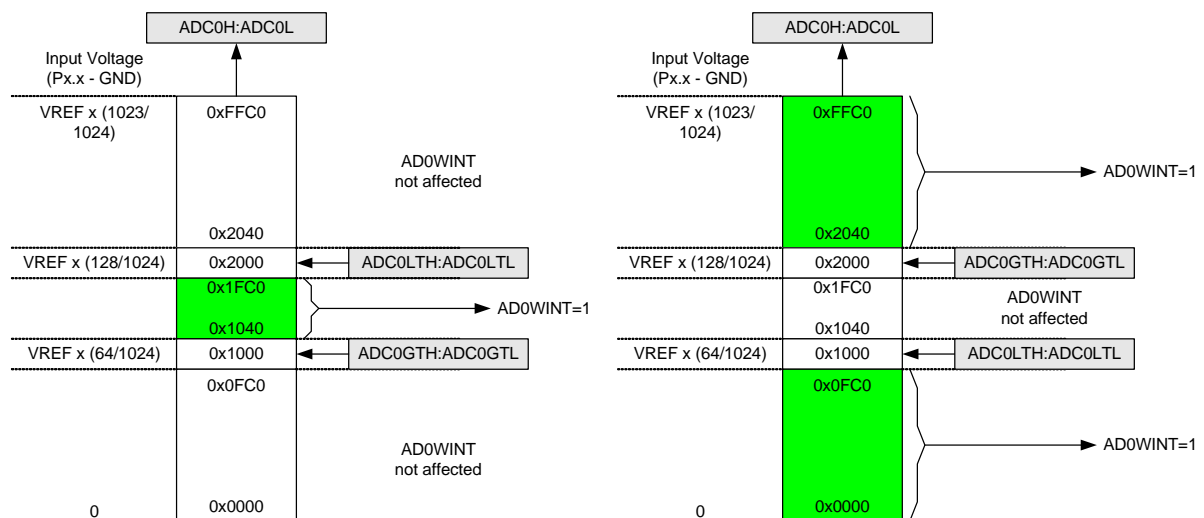 ADC0H:ADC0L
Input Voltage
(Px.x - GND)
VREF x (1023/
1024)
0xFFC0
AD0WINT
not affected
0x2040
VREF x (128/1024)
0x2000
ADC0LTH:ADC0LTL
0x1FC0
AD0WINT=1
0x1040
VREF x (64/1024)
0x1000
ADC0GTH:ADC0GTL
0x0FC0
AD0WINT
not affected
0
0x0000
ADC0H:ADC0L
Input Voltage
(Px.x - GND)
VREF x (1023/
1024)
0xFFC0
AD0WINT=1
0x2040
VREF x (128/1024)
0x2000
ADC0GTH:ADC0GTL
0x1FC0
AD0WINT
not affected
0x1040
VREF x (64/1024)
0x1000
ADC0LTH:ADC0LTL
0x0FC0
AD0WINT=1
0
0x0000